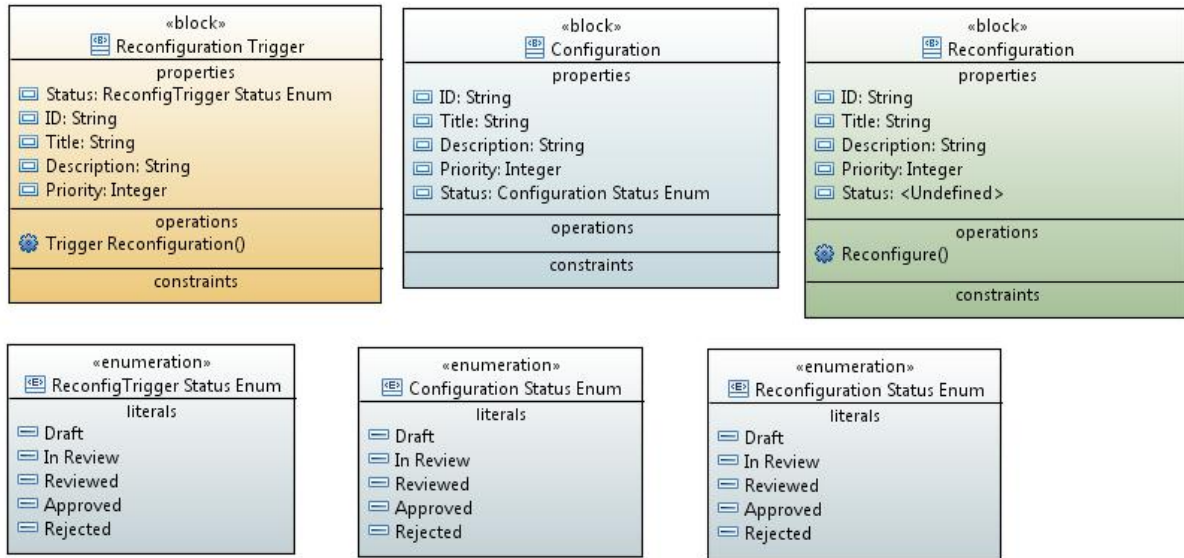 «block»
Reconfiguration Trigger
properties
Status: ReconfigTrigger Status Enum
ID: String
Title: String
Description: String
Priority: Integer
operations
Trigger Reconfiguration()
constraints
«block»
Configuration
properties
ID: String
Title: String
Description: String
Priority: Integer
Status: Configuration Status Enum
operations
constraints
«block»
Reconfiguration
properties
ID: String
Title: String
Description: String
Priority: Integer
Status: <Undefined>
operations
Reconfigure()
constraints
«enumeration»
ReconfigTrigger Status Enum
literals
Draft
In Review
Reviewed
Approved
Rejected
«enumeration»
Configuration Status Enum
literals
Draft
In Review
Reviewed
Approved
Rejected
«enumeration»
Reconfiguration Status Enum
literals
Draft
In Review
Reviewed
Approved
Rejected